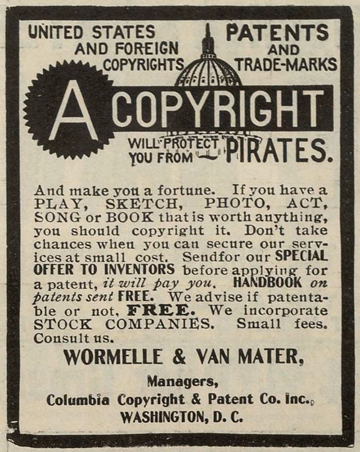 UNITED STATES
AND FOREIGN
COPYRIGHTS
PATENTS
AND
TRADE-MARKS
A COPYRIGHT
WILL PROTECT
YOU FROM ~ PIRATES.
And make you a fortune. If you have a
PLAY, SKETCH, PHOTO, ACT,
SONG or BOOK that is worth anything,
you should copyright it. Don't take
chances when you can secure our serv-
ices at small cost. Send for our SPECIAL
OFFER TO INVENTORS before applying for
a patent, it will pay you. HANDBOOK on
patents sent FREE. We advise if patenta-
ble or not. FREE. We incorporate
STOCK COMPANIES. Small fees.
Consult us.
WORMELLE & VAN MATER,
Managers,
Columbia Copyright & Patent Co. Inc.,
WASHINGTON, D. C.